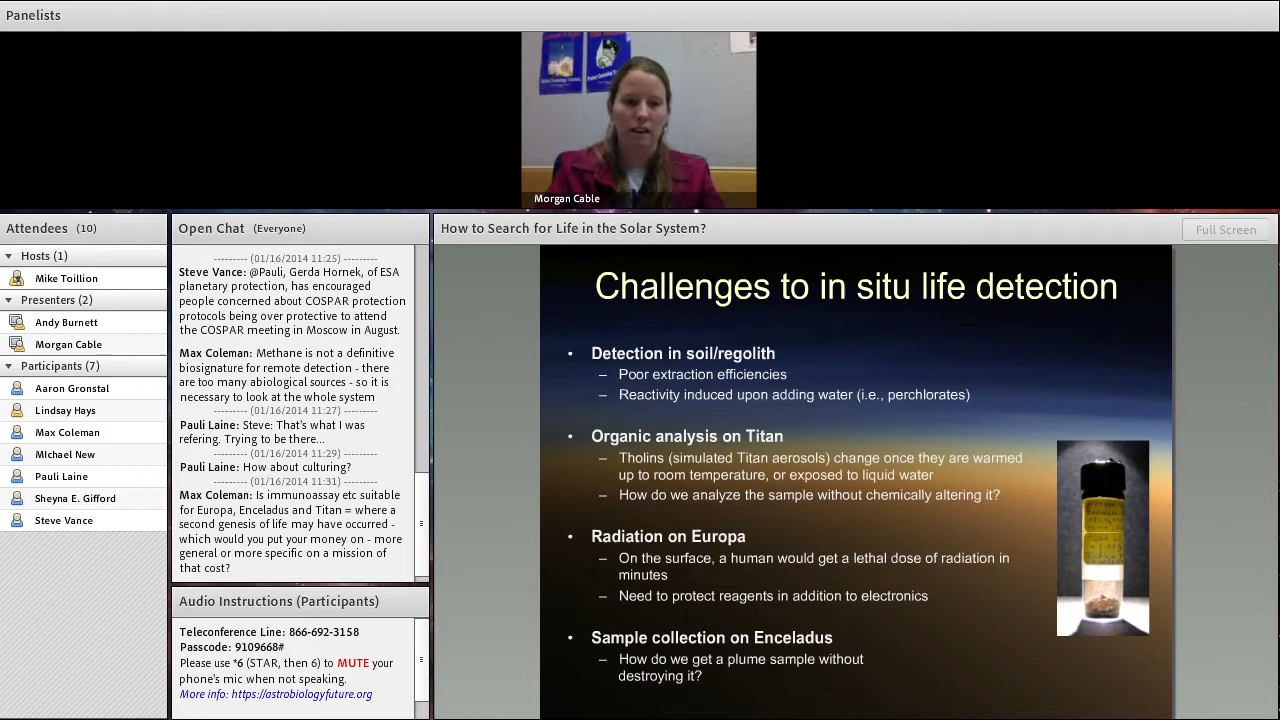 Panelists
Morgan Cable
Attendees (10)
Hosts (1)
Mike Toillion
Presenters (2)
Andy Burnett
Morgan Cable
Participants (7)
Aaron Gronstal
Lindsay Hays
Max Coleman
MIchael New
Pauli Laine
Sheyna E. Gifford
Steve Vance
Open Chat (Everyone)
--------- (01/16/2014 11:25) ---------
Steve Vance: @Pauli, Gerda Hornek, of ESA
planetary protection, has encouraged
people concerned about COSPAR protection
protocols being over protective to attend
the COSPAR meeting in Moscow in August.
Max Coleman: Methane is not a definitive
biosignature for remote detection - there
are too many abiological sources - so it is
necessary to look at the whole system
--------- (01/16/2014 11:27) ---------
Pauli Laine: Steve: That's what I was
refering. Trying to be there...
--------- (01/16/2014 11:29) ---------
Pauli Laine: How about culturing?
--------- (01/16/2014 11:31) ---------
Max Coleman: Is immunoassay etc suitable
for Europa, Enceladus and Titan = where a
second genesis of life may have occurred -
which would you put your money on - more
general or more specific on a mission of
that cost?
Audio Instructions (Participants)
Teleconference Line: 866-692-3158
Passcode: 9109668#
Please use *6 (STAR, then 6) to MUTE your
phone's mic when not speaking.
More info: https://astrobiologyfuture.org
How to Search for Life in the Solar System?
Full Screen
Challenges to in situ life detection
• Detection in soil/regolith
– Poor extraction efficiencies
– Reactivity induced upon adding water (i.e., perchlorates)
• Organic analysis on Titan
– Tholins (simulated Titan aerosols) change once they are warmed
up to room temperature, or exposed to liquid water
– How do we analyze the sample without chemically altering it?
• Radiation on Europa
– On the surface, a human would get a lethal dose of radiation in
minutes
– Need to protect reagents in addition to electronics
• Sample collection on Enceladus
– How do we get a plume sample without
destroying it?